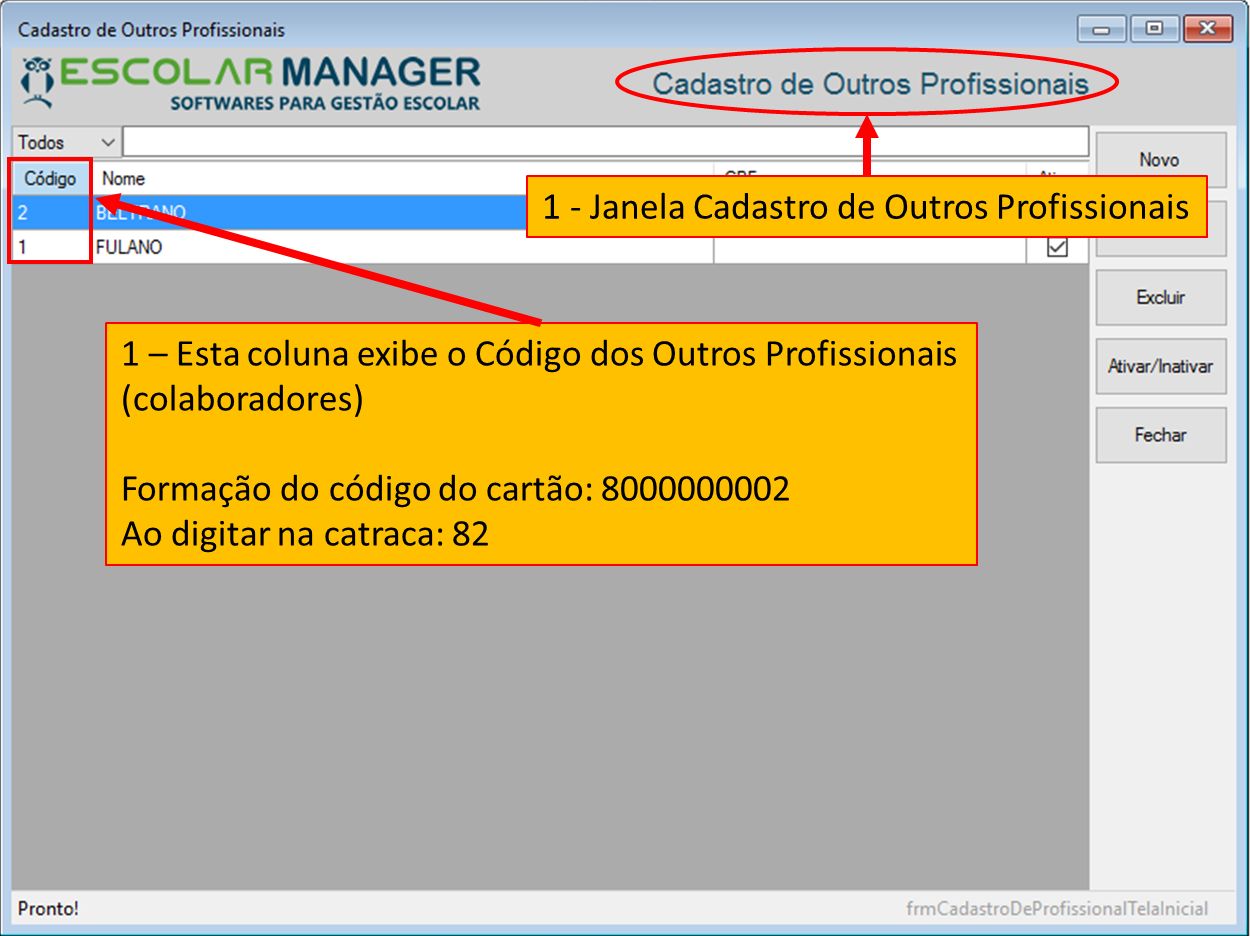 Cadastro de Outros Profissionais
ESCOLAR MANAGER
SOFTWARES PARA GESTÃO ESCOLAR
Cadastro de Outros Profissionais
Todos
Novo
Código Nome
1 - Janela Cadastro de Outros Profissionais
2 BELTRANO
1 FULANO
Excluir
1 – Esta coluna exibe o Código dos Outros Profissionais
(colaboradores)
Ativar/Inativar
Fechar
Formação do código do cartão: 8000000002
Ao digitar na catraca: 82
Pronto!
frmCadastroDeProfissionalTelaInicial